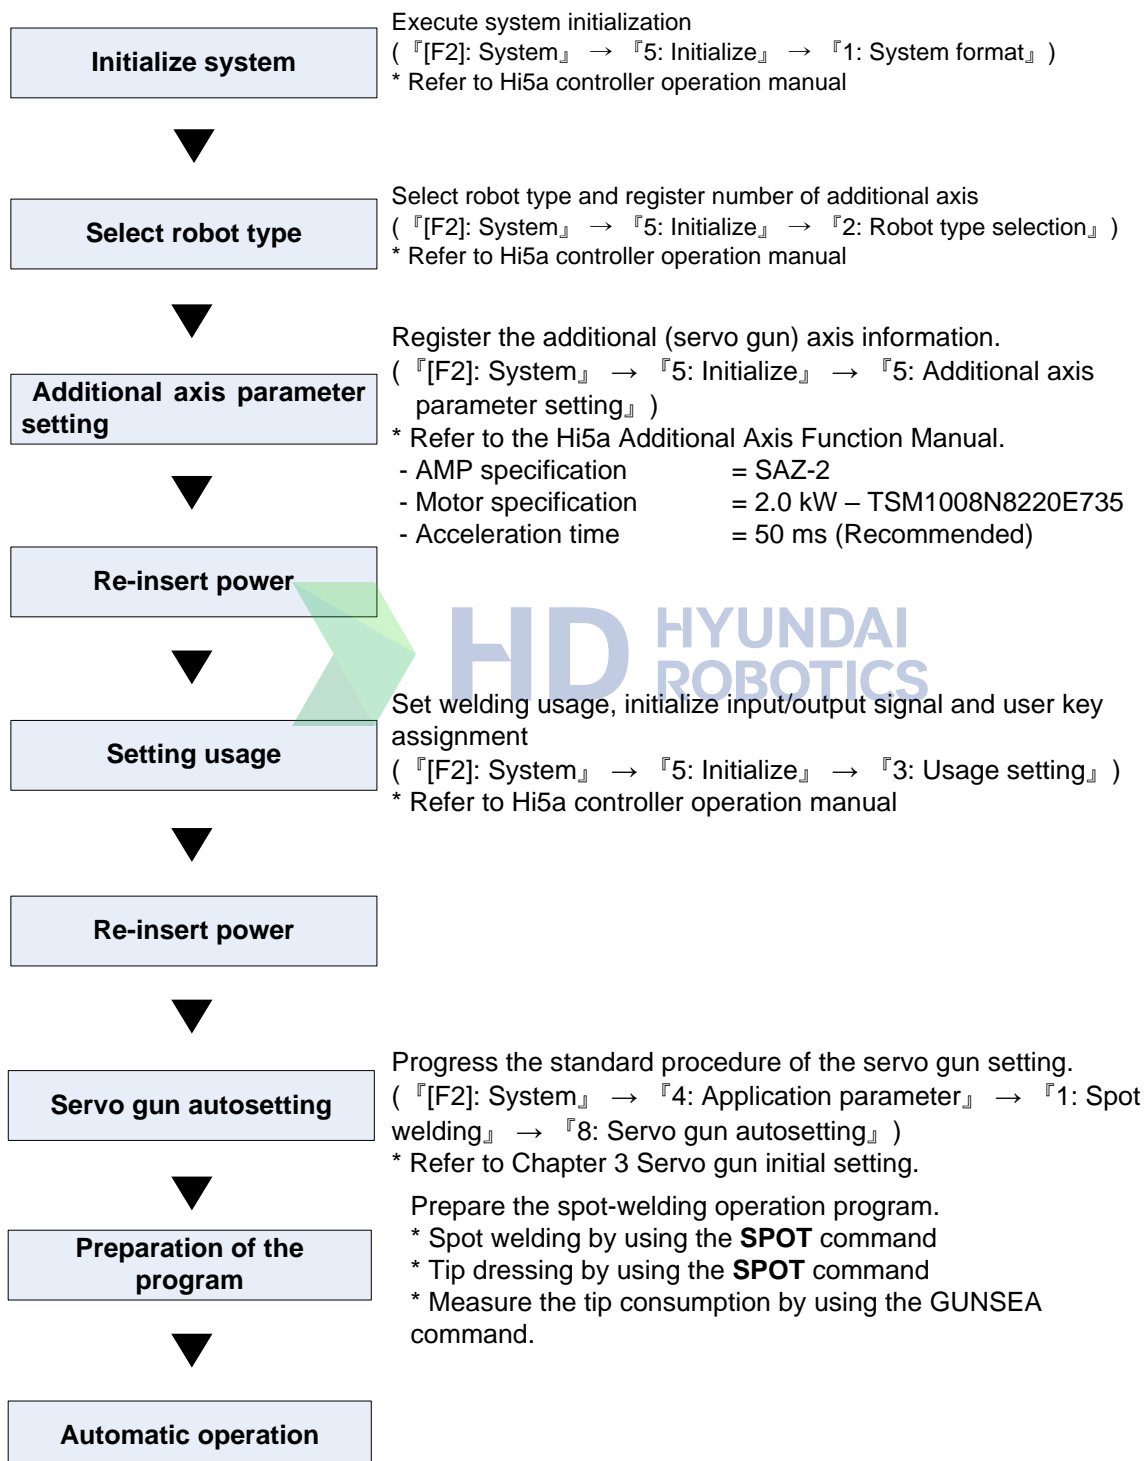 Initialize system
Execute system initialization
(『[F2]: System』 → 『5: Initialize』 → 『1: System format』)
* Refer to Hi5a controller operation manual
Select robot type
Select robot type and register number of additional axis
(『[F2]: System』 → 『5: Initialize』 → 『2: Robot type selection』)
* Refer to Hi5a controller operation manual
Additional axis parameter
setting
Register the additional (servo gun) axis information.
(『[F2]: System』 → 『5: Initialize』 → 『5: Additional axis
parameter setting』)
* Refer to the Hi5a Additional Axis Function Manual.
- AMP specification = SAZ-2
- Motor specification = 2.0 kW – TSM1008N8220E735
- Acceleration time = 50 ms (Recommended)
Re-insert power
HD HYUNDAI
ROBOTICS
Setting usage
Set welding usage, initialize input/output signal and user key
assignment
(『[F2]: System』 → 『5: Initialize』 → 『3: Usage setting』)
* Refer to Hi5a controller operation manual
Re-insert power
Servo gun autosetting
Progress the standard procedure of the servo gun setting.
(『[F2]: System』 → 『4: Application parameter』 → 『1: Spot
welding』 → 『8: Servo gun autosetting』)
* Refer to Chapter 3 Servo gun initial setting.
Preparation of the
program
Prepare the spot-welding operation program.
* Spot welding by using the SPOT command
* Tip dressing by using the SPOT command
* Measure the tip consumption by using the GUNSEA
command.
Automatic operation